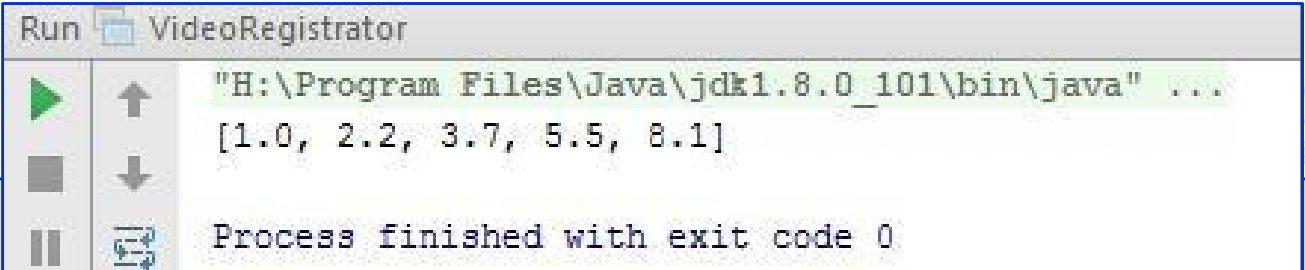 Run VideoRegistrator
"H:\Program Files\Java\jdk1.8.0_101\bin\java" ...
[1.0, 2.2, 3.7, 5.5, 8.1]
Process finished with exit code 0